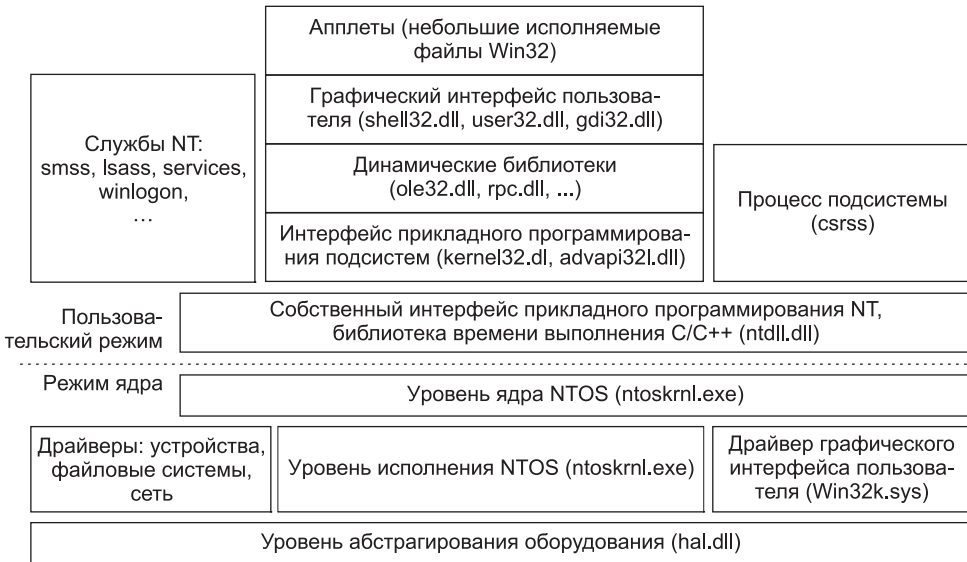 Апплеты (небольшие исполняемые
файлы Win32)
Графический интерфейс пользова-
теля (shell32.dll, user32.dll, gdi32.dll)
Службы NT:
smss, lsass, services,
winlogon,
…
Динамические библиотеки
(ole32.dll, rpc.dll, ...)
Процесс подсистемы
(csrss)
Интерфейс прикладного программирова-
ния подсистем (kernel32.dl, advapi32l.dll)
Пользова-
тельский режим
Собственный интерфейс прикладного программирования NT,
библиотека времени выполнения C/C++ (ntdll.dll)
Режим ядра
Уровень ядра NTOS (ntoskrnl.exe)
Драйверы: устройства,
файловые системы,
сеть
Уровень исполнения NTOS (ntoskrnl.exe)
Драйвер графического
интерфейса пользова-
теля (Win32k.sys)
Уровень абстрагирования оборудования (hal.dll)